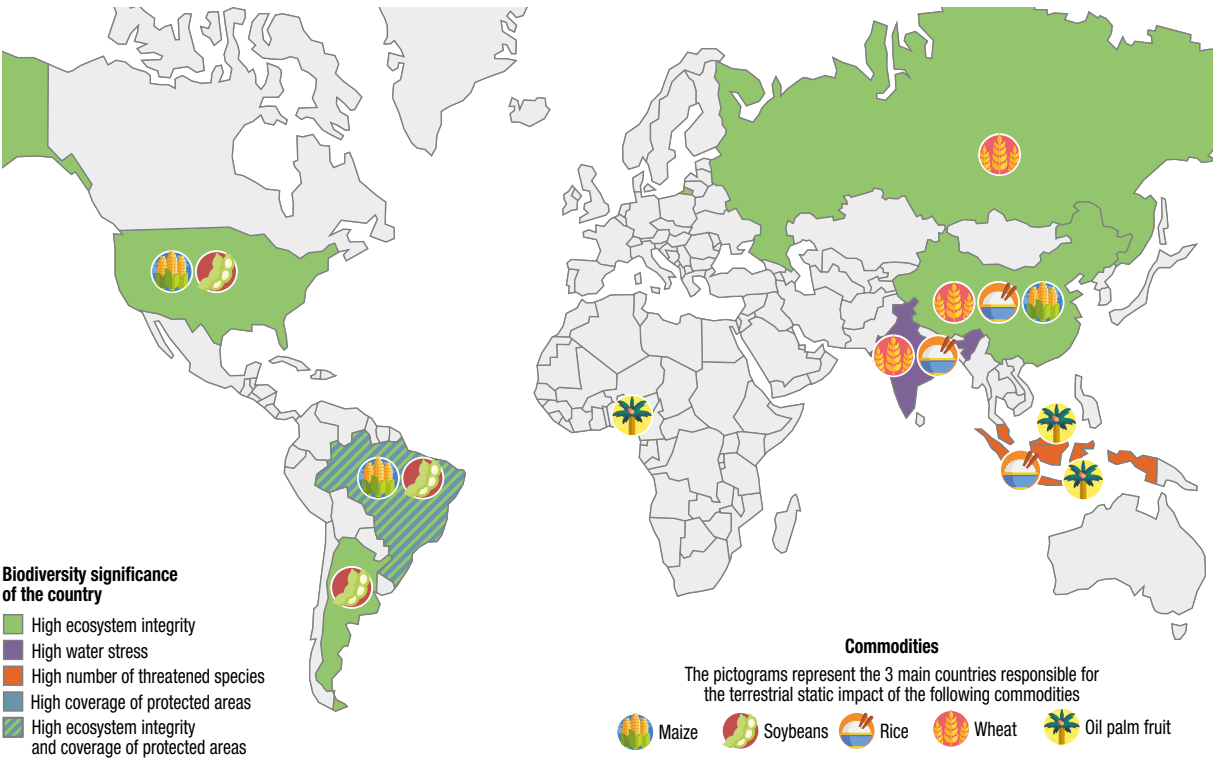 Biodiversity significance
of the country
High ecosystem integrity
High water stress
High number of threatened species
High coverage of protected areas
High ecosystem integrity
and coverage of protected areas
Commodities
The pictograms represent the 3 main countries responsible for
the terrestrial static impact of the following commodities
Maize
Soybeans
Rice
Wheat
Oil palm fruit